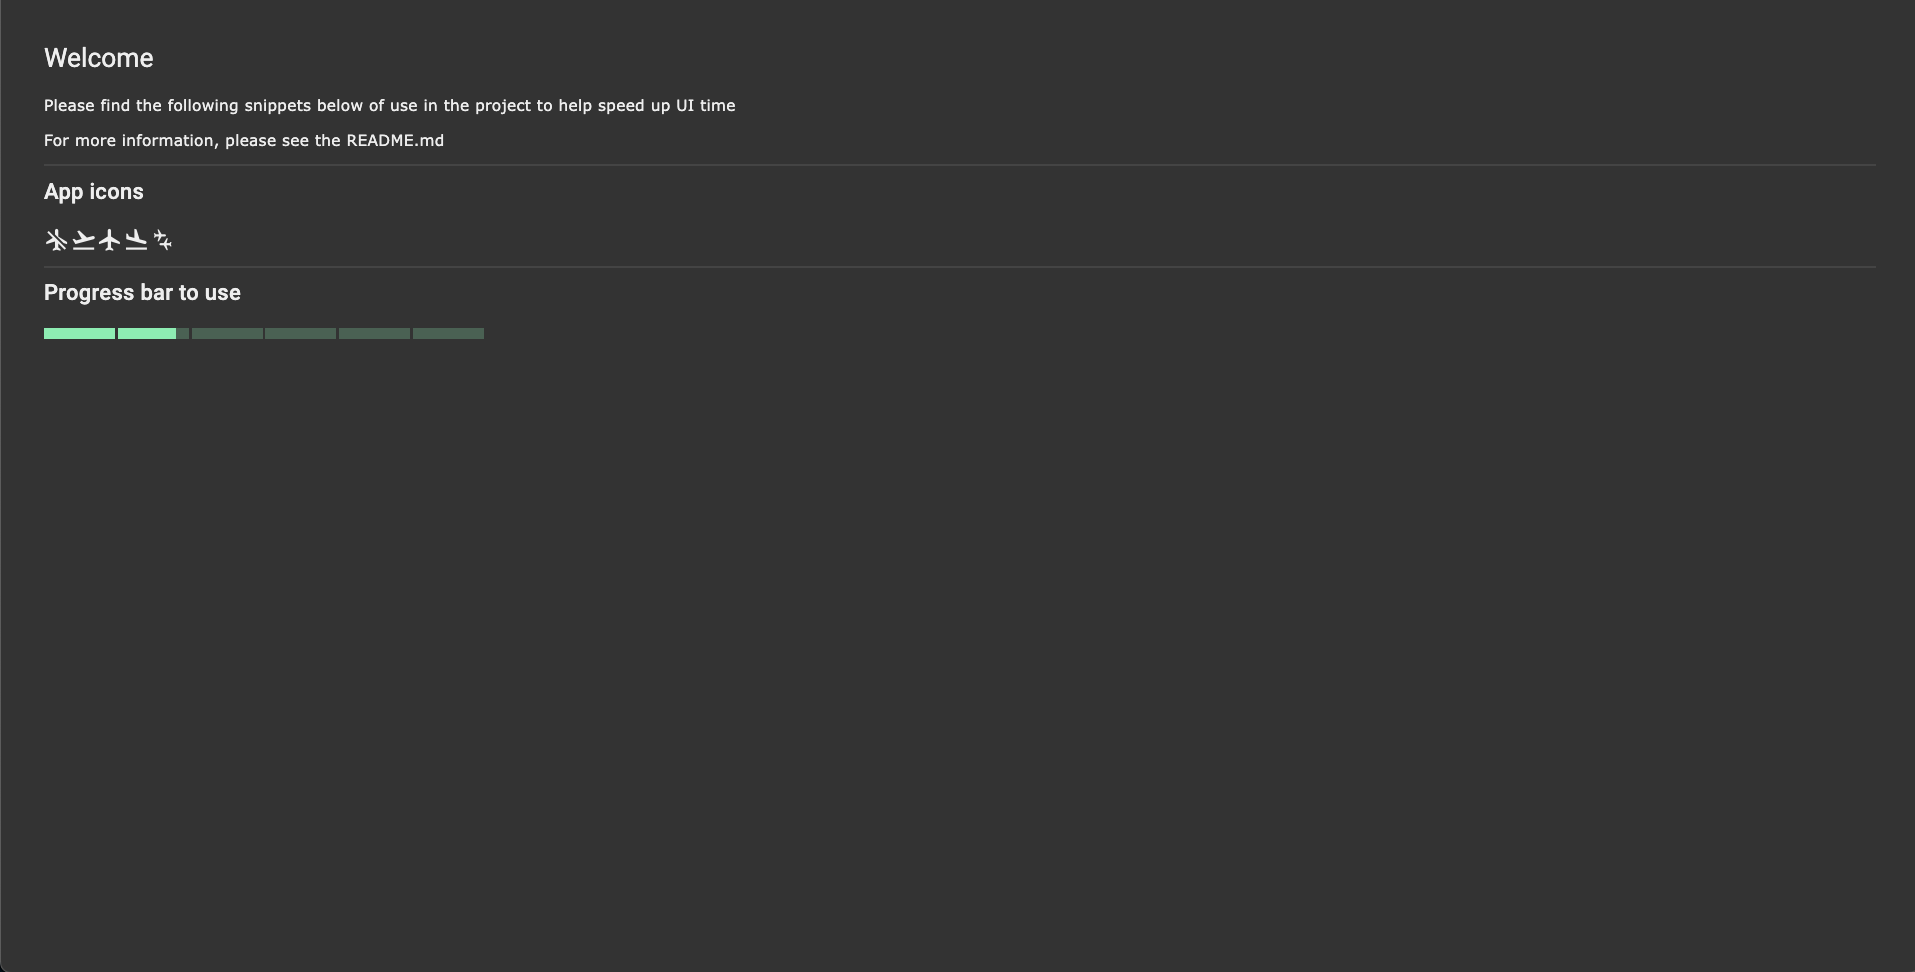 Welcome
Please find the following snippets below of use in the project to help speed up UI time
For more information, please see the README.md
App icons
Progress bar to use